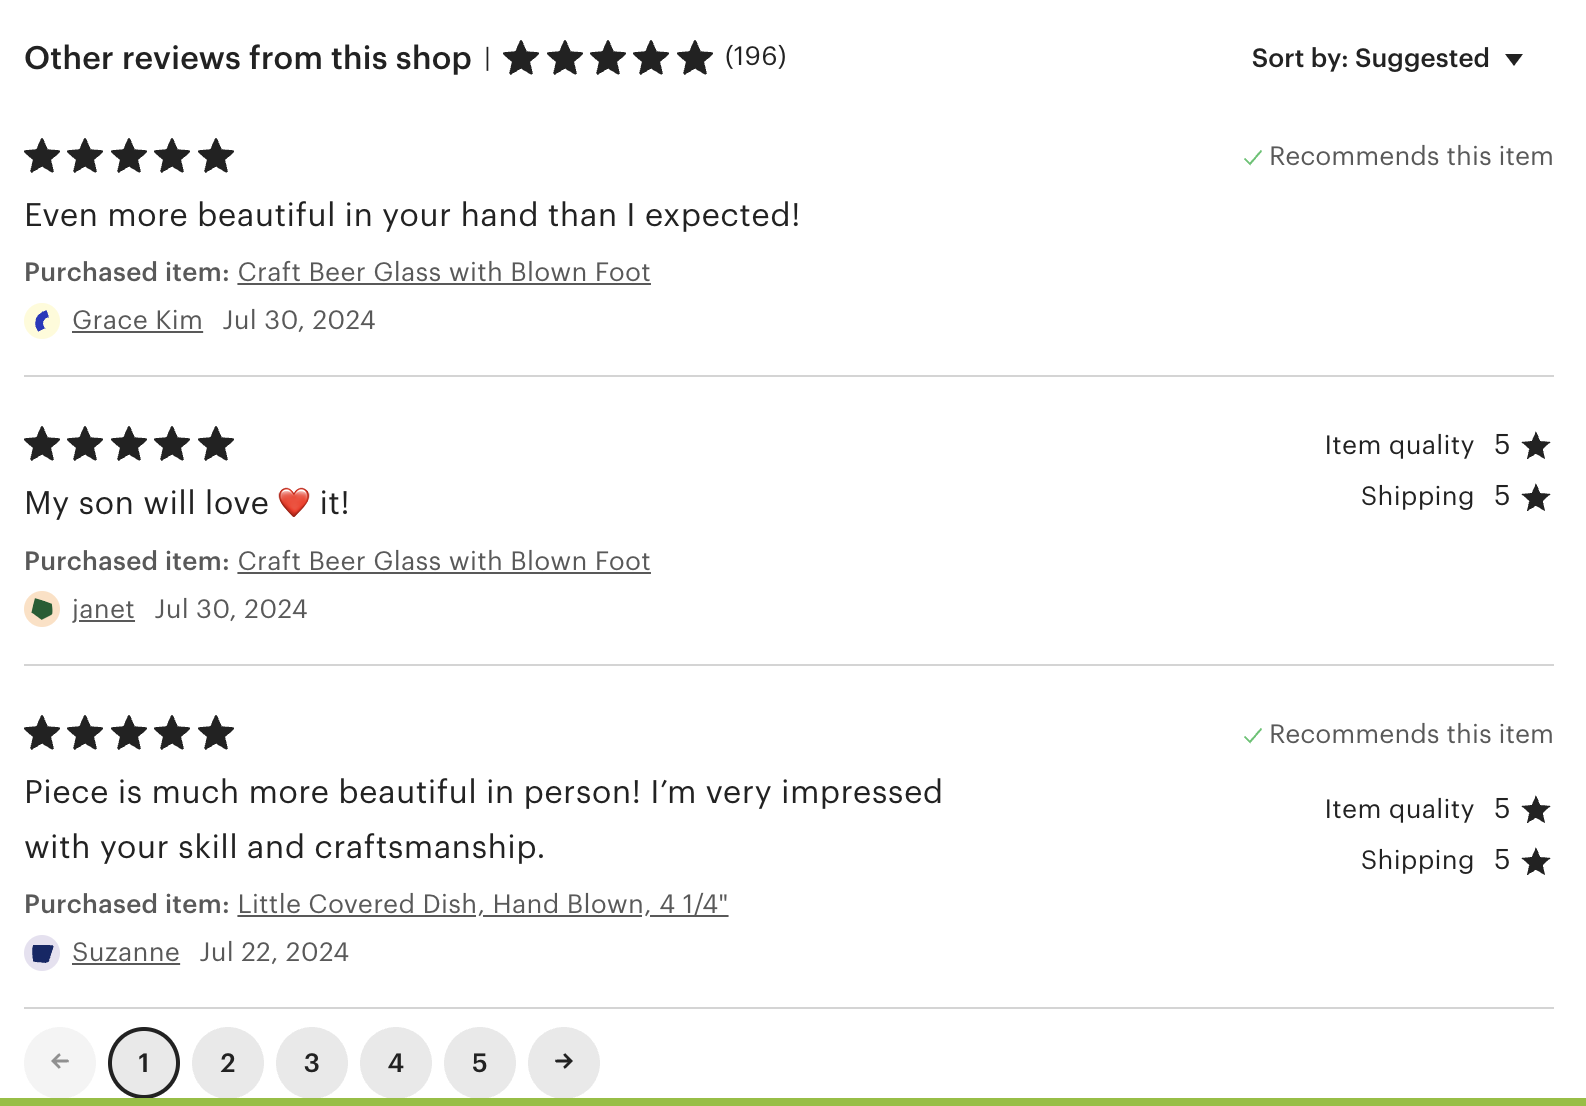 Other reviews from this shop | ★★★★★ (196)
Sort by: Suggested ▼
★★★★★
✓ Recommends this item
Even more beautiful in your hand than I expected!
Purchased item: Craft Beer Glass with Blown Foot
Grace Kim Jul 30, 2024
★★★★★
Item quality 5 ★
Shipping 5 ★
My son will love ❤️ it!
Purchased item: Craft Beer Glass with Blown Foot
janet Jul 30, 2024
★★★★★
✓ Recommends this item
Item quality 5 ★
Shipping 5 ★
Piece is much more beautiful in person! I’m very impressed
with your skill and craftsmanship.
Purchased item: Little Covered Dish, Hand Blown, 4 1/4"
Suzanne Jul 22, 2024
← 1 2 3 4 5 →